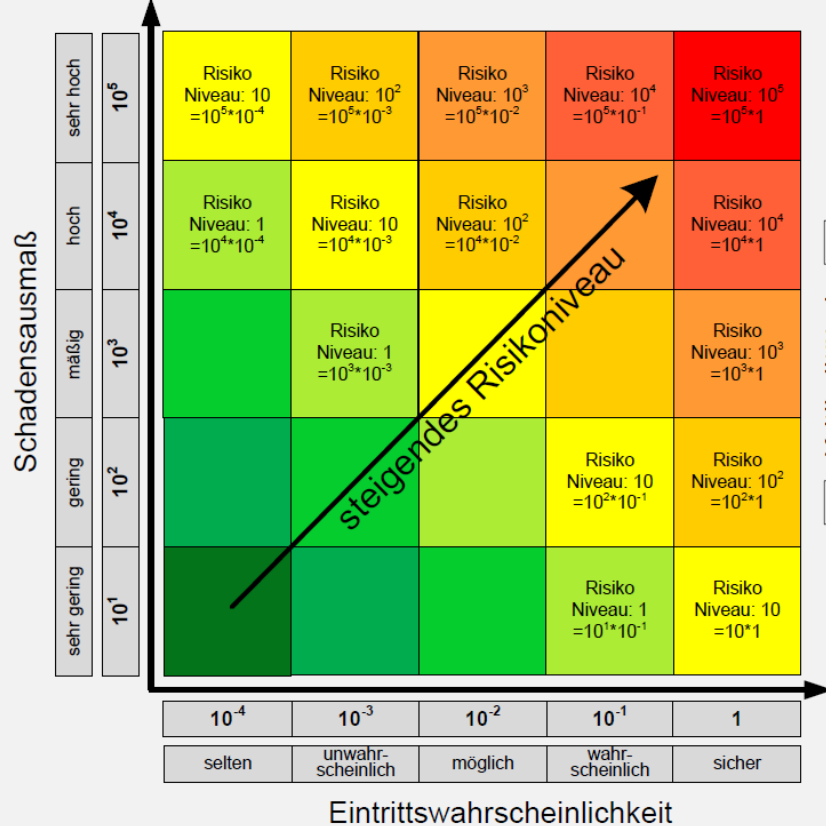 Schadensausmaß
sehr hoch
10⁵
Risiko
Niveau: 10
=10⁵*10⁻⁴
Risiko
Niveau: 10²
=10⁵*10⁻³
Risiko
Niveau: 10³
=10⁵*10⁻²
Risiko
Niveau: 10⁴
=10⁵*10⁻¹
Risiko
Niveau: 10⁵
=10⁵*1
hoch
10⁴
Risiko
Niveau: 1
=10⁴*10⁻⁴
Risiko
Niveau: 10
=10⁴*10⁻³
Risiko
Niveau: 10²
=10⁴*10⁻²
Risiko
Niveau: 10⁴
=10⁴*1
mäßig
10³
Risiko
Niveau: 1
=10³*10⁻³
Risiko
Niveau: 10³
=10³*1
steigendes Risikoniveau
gering
10²
Risiko
Niveau: 10
=10²*10⁻¹
Risiko
Niveau: 10²
=10²*1
sehr gering
10¹
Risiko
Niveau: 1
=10¹*10⁻¹
Risiko
Niveau: 10
=10*1
10⁻⁴
10⁻³
10⁻²
10⁻¹
1
selten
unwahr-
scheinlich
möglich
wahr-
scheinlich
sicher
Eintrittswahrscheinlichkeit